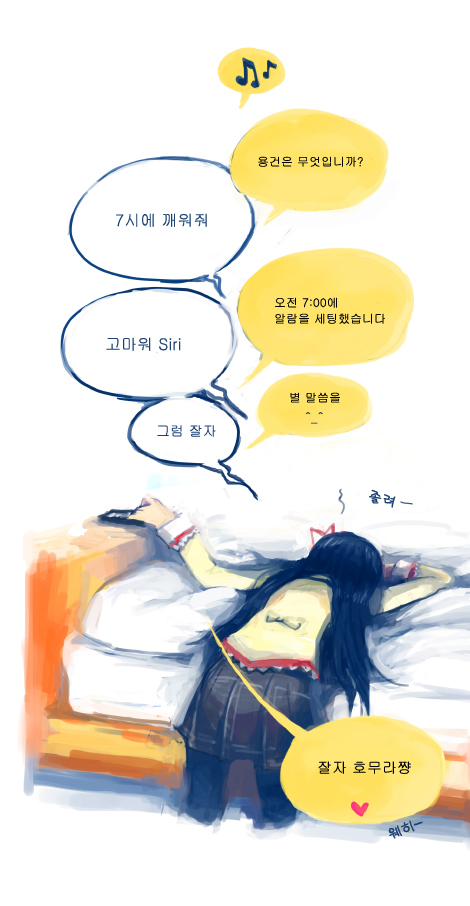 용건은 무엇입니까?
7시에 깨워줘
오전 7:00에
알람을 세팅했습니다
고마워 Siri
별 말씀을
^_^
그럼 잘자
졸려—
잘자 호무라쨩
웨히—